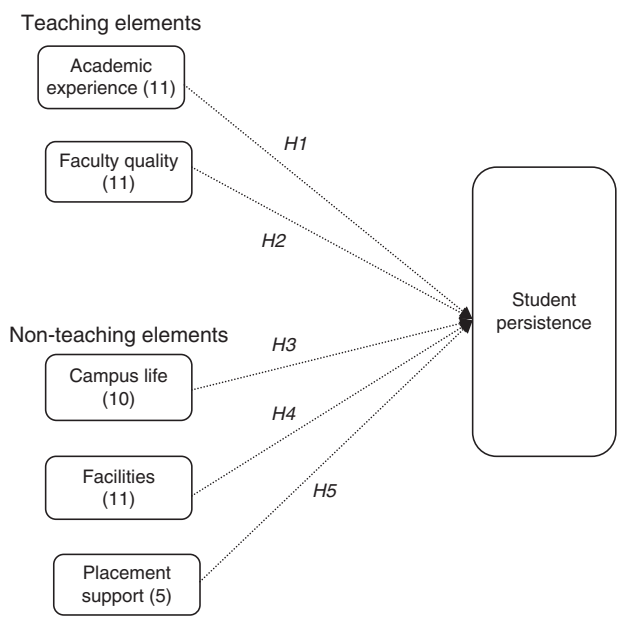 Teaching elements
Academic
experience (11)
H1
Faculty quality
(11)
H2
Student
persistence
Non-teaching elements
H3
Campus life
(10)
H4
Facilities
(11)
H5
Placement
support (5)